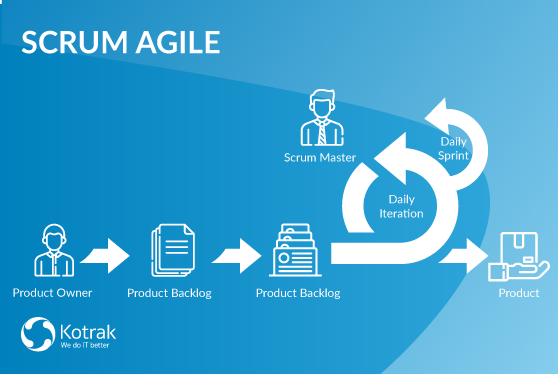 SCRUM AGILE
Scrum Master
Daily
Sprint
Daily
Iteration
Product Owner
Product Backlog
Product Backlog
Product
Kotrak
We do IT better